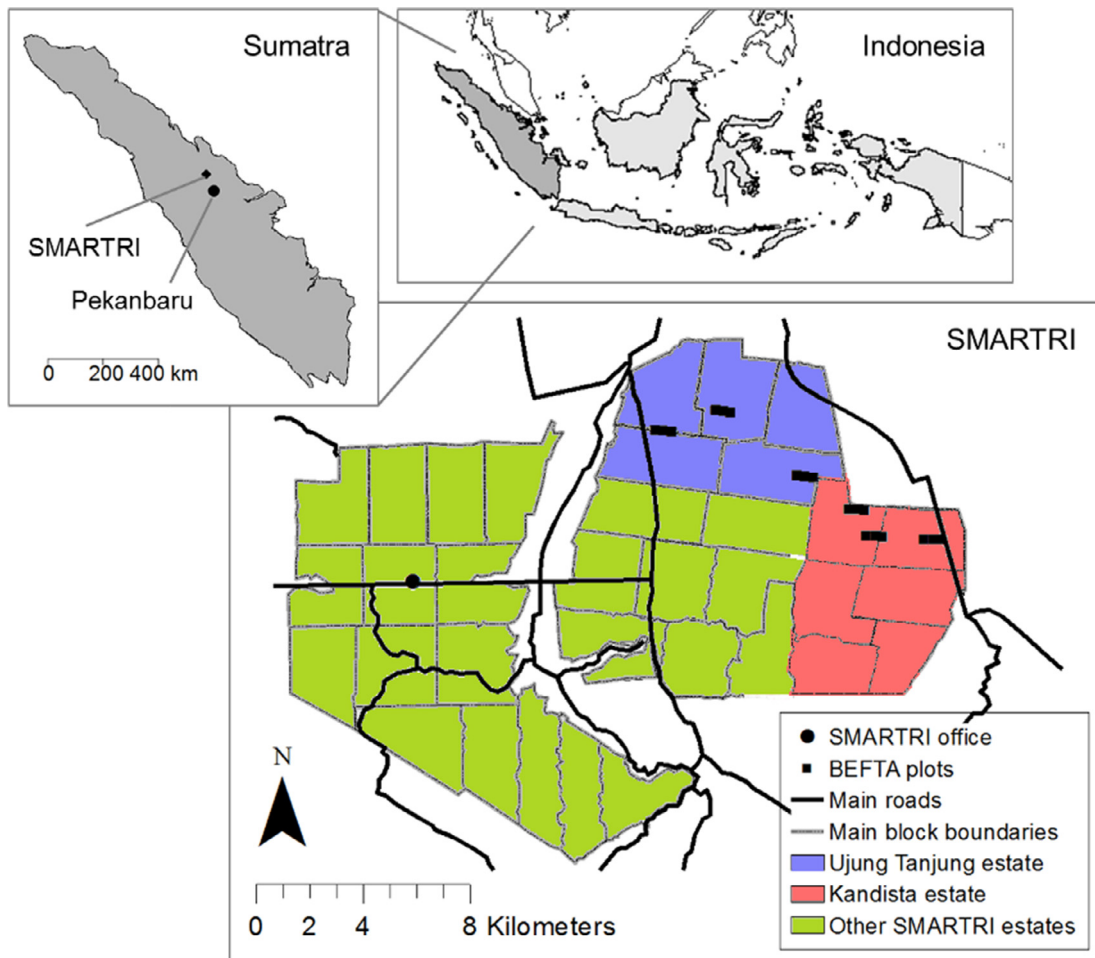 Sumatra
SMARTRI
Pekanbaru
0 200 400 km
Indonesia
SMARTRI
N
0 2 4 8 Kilometers
SMARTRI office
BEFTA plots
Main roads
Main block boundaries
Ujung Tanjung estate
Kandista estate
Other SMARTRI estates